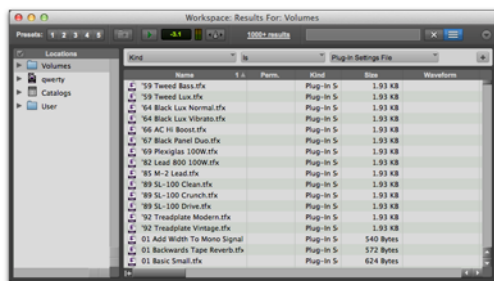 Workspace: Results For: Volumes
Presets: 1 2 3 4 5 -3.1 1000+ results
Locations
Volumes
qwerty
Catalogs
User
Kind Is Plug-In Settings File
Name 1 Perm. Kind Size Waveform
'59 Tweed Bass.tfx Plug-In S 1.93 KB
'59 Tweed Lux.tfx Plug-In S 1.93 KB
'64 Black Lux Normal.tfx Plug-In S 1.93 KB
'64 Black Lux Vibrato.tfx Plug-In S 1.93 KB
'66 AC Hi Boost.tfx Plug-In S 1.93 KB
'67 Black Panel Duo.tfx Plug-In S 1.93 KB
'69 Plexiglas 100W.tfx Plug-In S 1.93 KB
'82 Lead 800 100W.tfx Plug-In S 1.93 KB
'85 M-2 Lead.tfx Plug-In S 1.93 KB
'89 SL-100 Clean.tfx Plug-In S 1.93 KB
'89 SL-100 Crunch.tfx Plug-In S 1.93 KB
'89 SL-100 Drive.tfx Plug-In S 1.93 KB
'92 Treadplate Modern.tfx Plug-In S 1.93 KB
'92 Treadplate Vintage.tfx Plug-In S 1.93 KB
01 Add Width To Mono Signal Plug-In S 540 Bytes
01 Backwards Tape Reverb.tfx Plug-In S 572 Bytes
01 Basic Small.tfx Plug-In S 624 Bytes